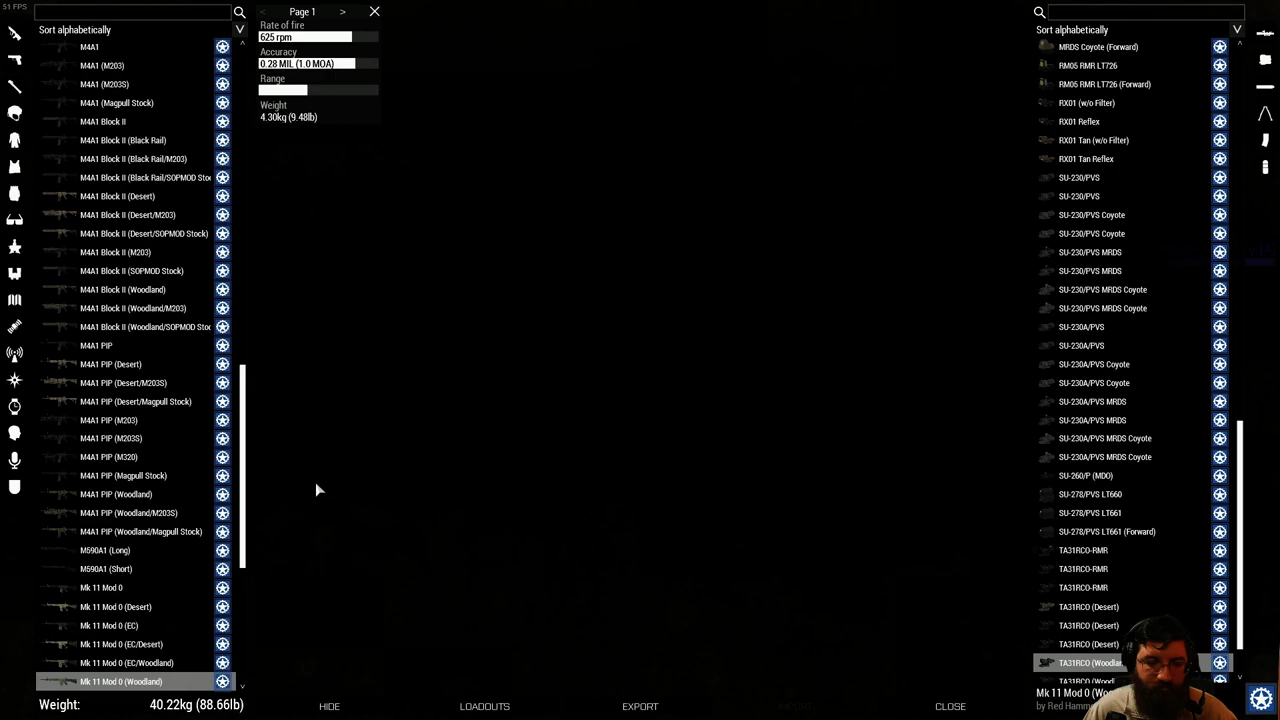 51 FPS
Sort alphabetically
M4A1
M4A1 (M203)
M4A1 (M203S)
M4A1 (Magpull Stock)
M4A1 Block II
M4A1 Block II (Black Rail)
M4A1 Block II (Black Rail/M203)
M4A1 Block II (Black Rail/SOPMOD Stoc
M4A1 Block II (Desert)
M4A1 Block II (Desert/M203)
M4A1 Block II (Desert/SOPMOD Stock)
M4A1 Block II (M203)
M4A1 Block II (SOPMOD Stock)
M4A1 Block II (Woodland)
M4A1 Block II (Woodland/M203)
M4A1 Block II (Woodland/SOPMOD Stoc
M4A1 PIP
M4A1 PIP (Desert)
M4A1 PIP (Desert/M203S)
M4A1 PIP (Desert/Magpull Stock)
M4A1 PIP (M203)
M4A1 PIP (M203S)
M4A1 PIP (M320)
M4A1 PIP (Magpull Stock)
M4A1 PIP (Woodland)
M4A1 PIP (Woodland/M203S)
M4A1 PIP (Woodland/Magpull Stock)
M590A1 (Long)
M590A1 (Short)
Mk 11 Mod 0
Mk 11 Mod 0 (Desert)
Mk 11 Mod 0 (EC)
Mk 11 Mod 0 (EC/Desert)
Mk 11 Mod 0 (EC/Woodland)
Mk 11 Mod 0 (Woodland)
Weight: 40.22kg (88.66lb)
< Page 1 >
Rate of fire
625 rpm
Accuracy
0.28 MIL (1.0 MOA)
Range
Weight
4.30kg (9.48lb)
HIDE LOADOUTS EXPORT IMPORT CLOSE
Sort alphabetically
MRDS Coyote (Forward)
RM05 RMR LT726
RM05 RMR LT726 (Forward)
RX01 (w/o Filter)
RX01 Reflex
RX01 Tan (w/o Filter)
RX01 Tan Reflex
SU-230/PVS
SU-230/PVS
SU-230/PVS Coyote
SU-230/PVS Coyote
SU-230/PVS MRDS
SU-230/PVS MRDS
SU-230/PVS MRDS Coyote
SU-230/PVS MRDS Coyote
SU-230A/PVS
SU-230A/PVS
SU-230A/PVS Coyote
SU-230A/PVS Coyote
SU-230A/PVS MRDS
SU-230A/PVS MRDS
SU-230A/PVS MRDS Coyote
SU-230A/PVS MRDS Coyote
SU-260/P (MDO)
SU-278/PVS LT660
SU-278/PVS LT661
SU-278/PVS LT661 (Forward)
TA31RCO-RMR
TA31RCO-RMR
TA31RCO-RMR
TA31RCO (Desert)
TA31RCO (Desert)
TA31RCO (Desert)
TA31RCO (Woodlan
TA31RCO (Wood
Mk 11 Mod 0 (Woo
by Red Hamm